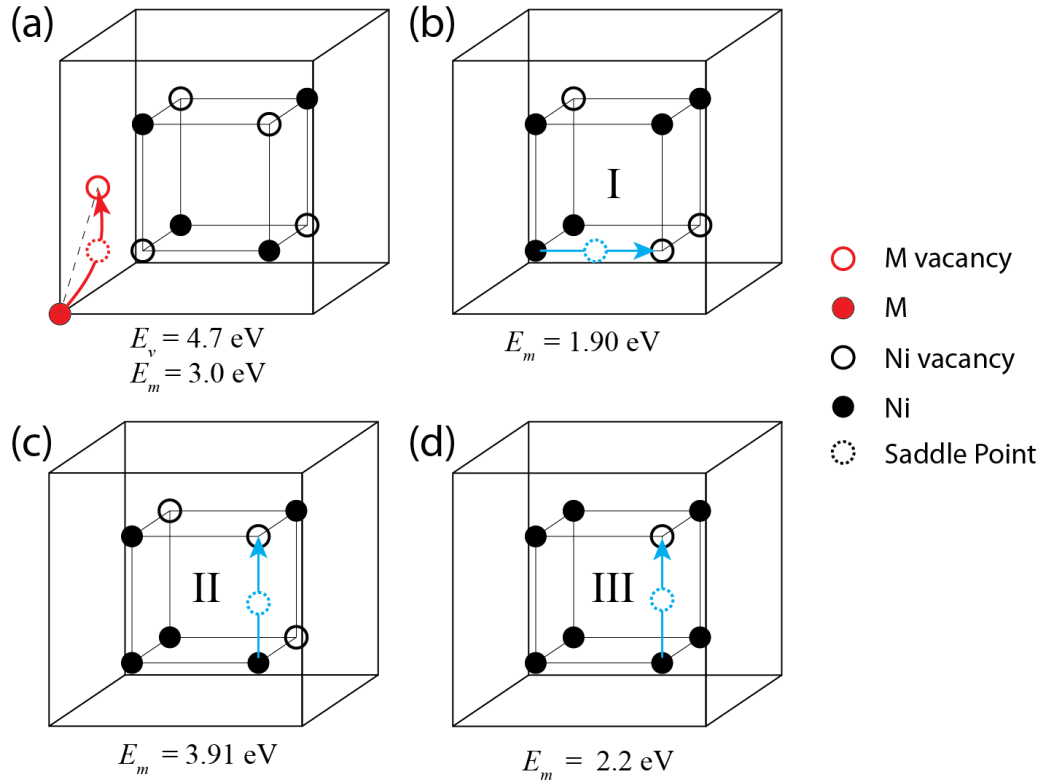 (a)
(b)
I
E_v = 4.7 eV
E_m = 3.0 eV
E_m = 1.90 eV
M vacancy
M
Ni vacancy
Ni
Saddle Point
(c)
(d)
II
III
E_m = 3.91 eV
E_m = 2.2 eV